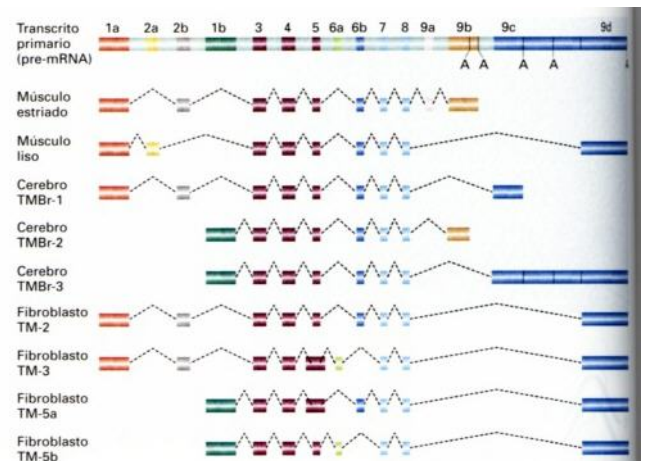 Transcrito primario (pre-mRNA)
1a 2a 2b 1b 3 4 5 6a 6b 7 8 9a 9b 9c 9d
A A A A
Músculo
estriado
Músculo
liso
Cerebro
TMBr-1
Cerebro
TMBr-2
Cerebro
TMBr-3
Fibroblasto
TM-2
Fibroblasto
TM-3
Fibroblasto
TM-5a
Fibroblasto
TM-5b